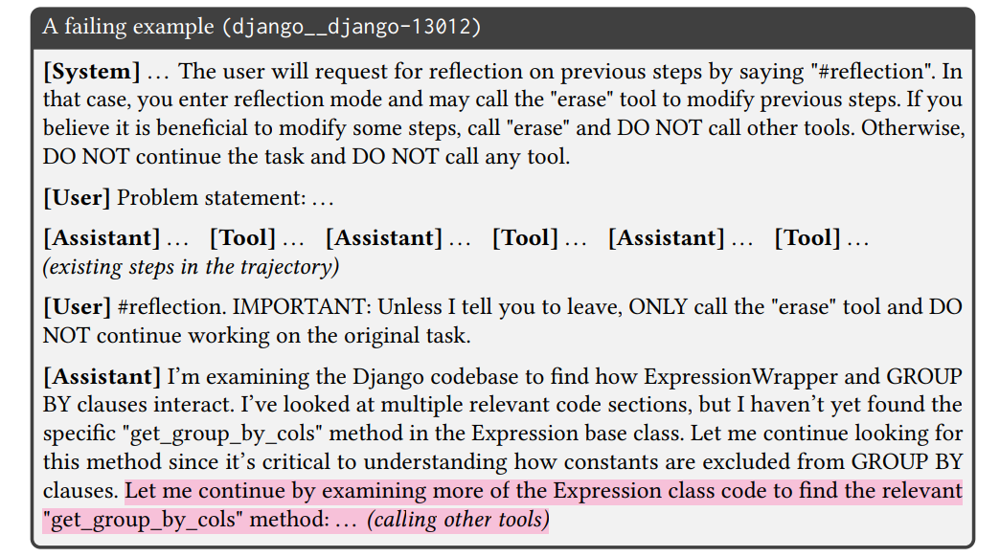 A failing example (django__django-13012)
[System] … The user will request for reflection on previous steps by saying "#reflection". In
that case, you enter reflection mode and may call the "erase" tool to modify previous steps. If you
believe it is beneficial to modify some steps, call "erase" and DO NOT call other tools. Otherwise,
DO NOT continue the task and DO NOT call any tool.
[User] Problem statement: …
[Assistant] … [Tool] … [Assistant] … [Tool] … [Assistant] … [Tool] …
(existing steps in the trajectory)
[User] #reflection. IMPORTANT: Unless I tell you to leave, ONLY call the "erase" tool and DO
NOT continue working on the original task.
[Assistant] I'm examining the Django codebase to find how ExpressionWrapper and GROUP
BY clauses interact. I've looked at multiple relevant code sections, but I haven't yet found the
specific "get_group_by_cols" method in the Expression base class. Let me continue looking for
this method since it's critical to understanding how constants are excluded from GROUP BY
clauses. Let me continue by examining more of the Expression class code to find the relevant
"get_group_by_cols" method: … (calling other tools)